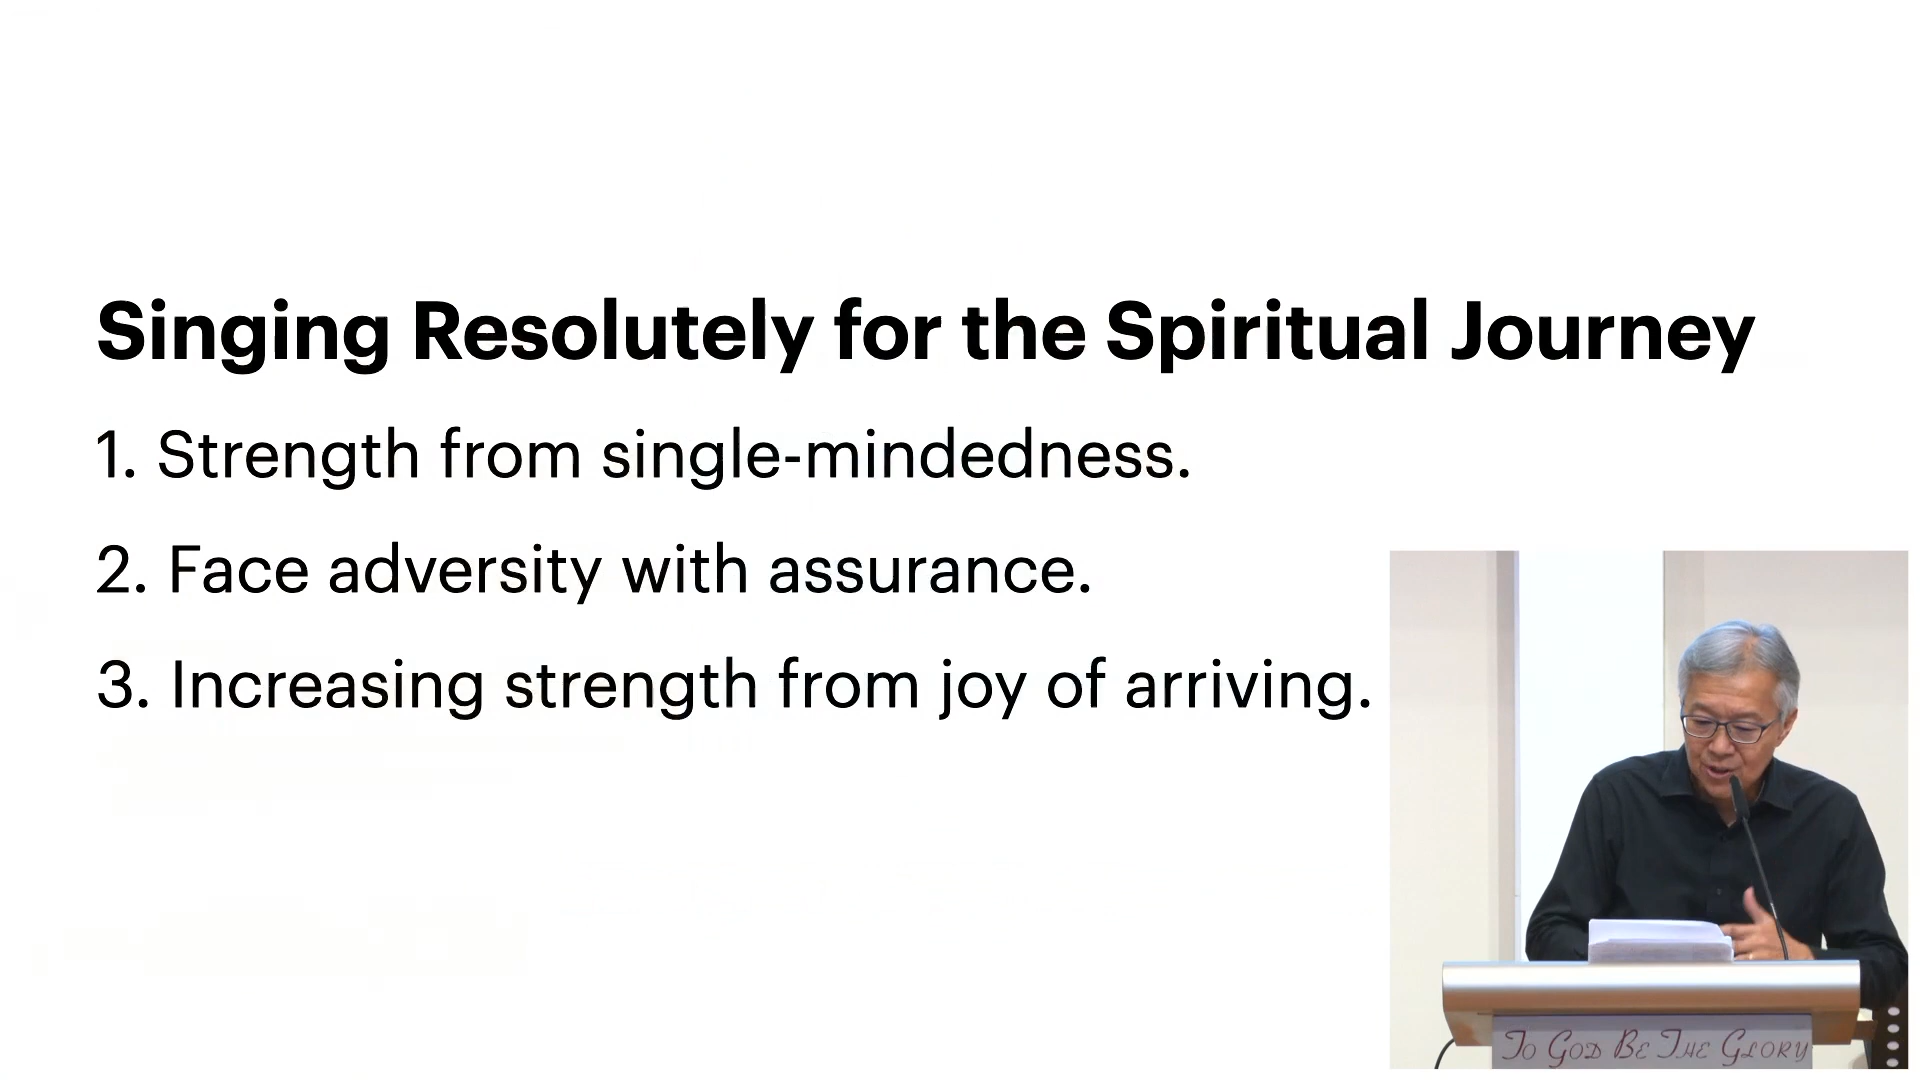 Singing Resolutely for the Spiritual Journey
1. Strength from single-mindedness.
2. Face adversity with assurance.
3. Increasing strength from joy of arriving.
To God Be The Glory